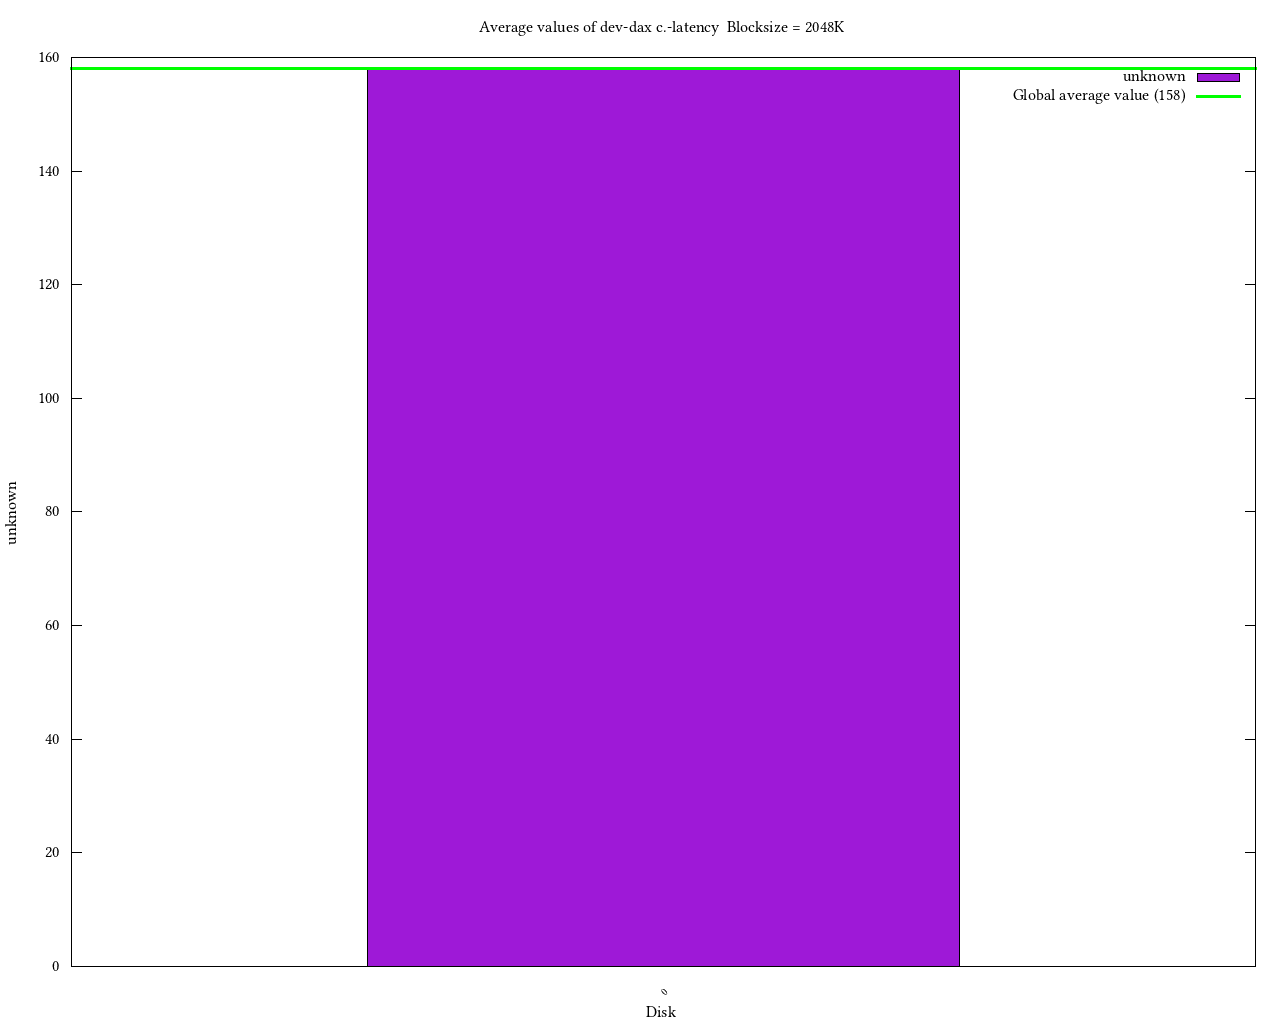 Average values of dev-dax c.-latency  Blocksize = 2048K
160
unknown
Global average value (158)
140
120
100
80
unknown
60
40
20
0
0
Disk